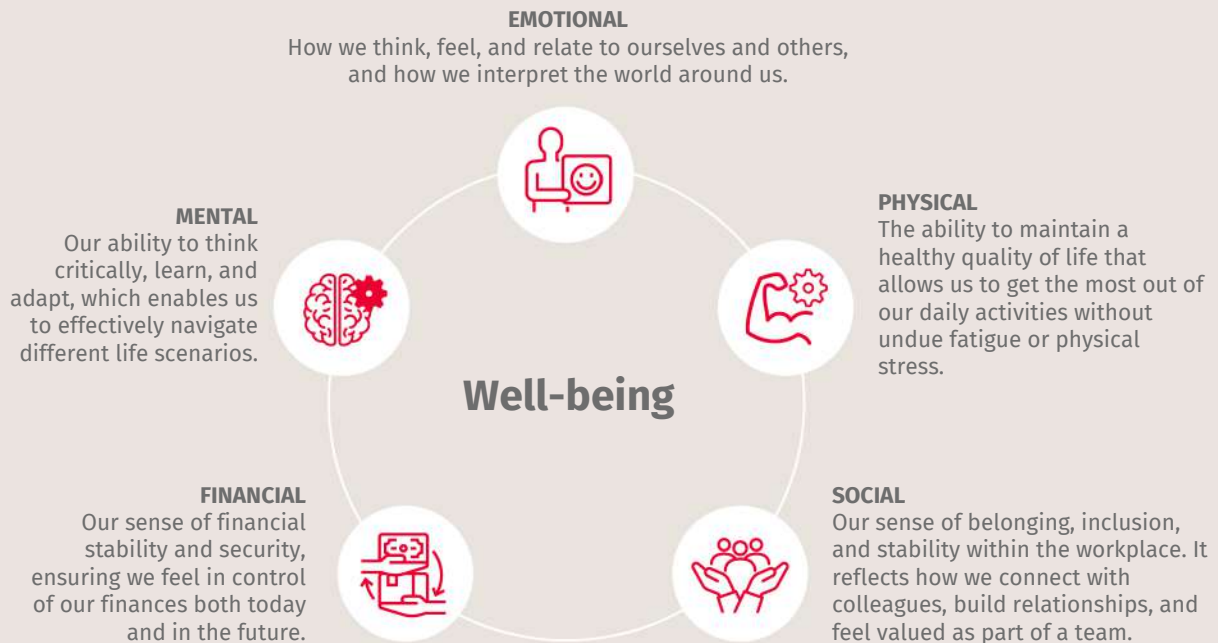 EMOTIONAL
How we think, feel, and relate to ourselves and others,
and how we interpret the world around us.
PHYSICAL
The ability to maintain a
healthy quality of life that
allows us to get the most out of
our daily activities without
undue fatigue or physical
stress.
MENTAL
Our ability to think
critically, learn, and
adapt, which enables us
to effectively navigate
different life scenarios.
Well-being
FINANCIAL
Our sense of financial
stability and security,
ensuring we feel in control
of our finances both today
and in the future.
SOCIAL
Our sense of belonging, inclusion,
and stability within the workplace. It
reflects how we connect with
colleagues, build relationships, and
feel valued as part of a team.